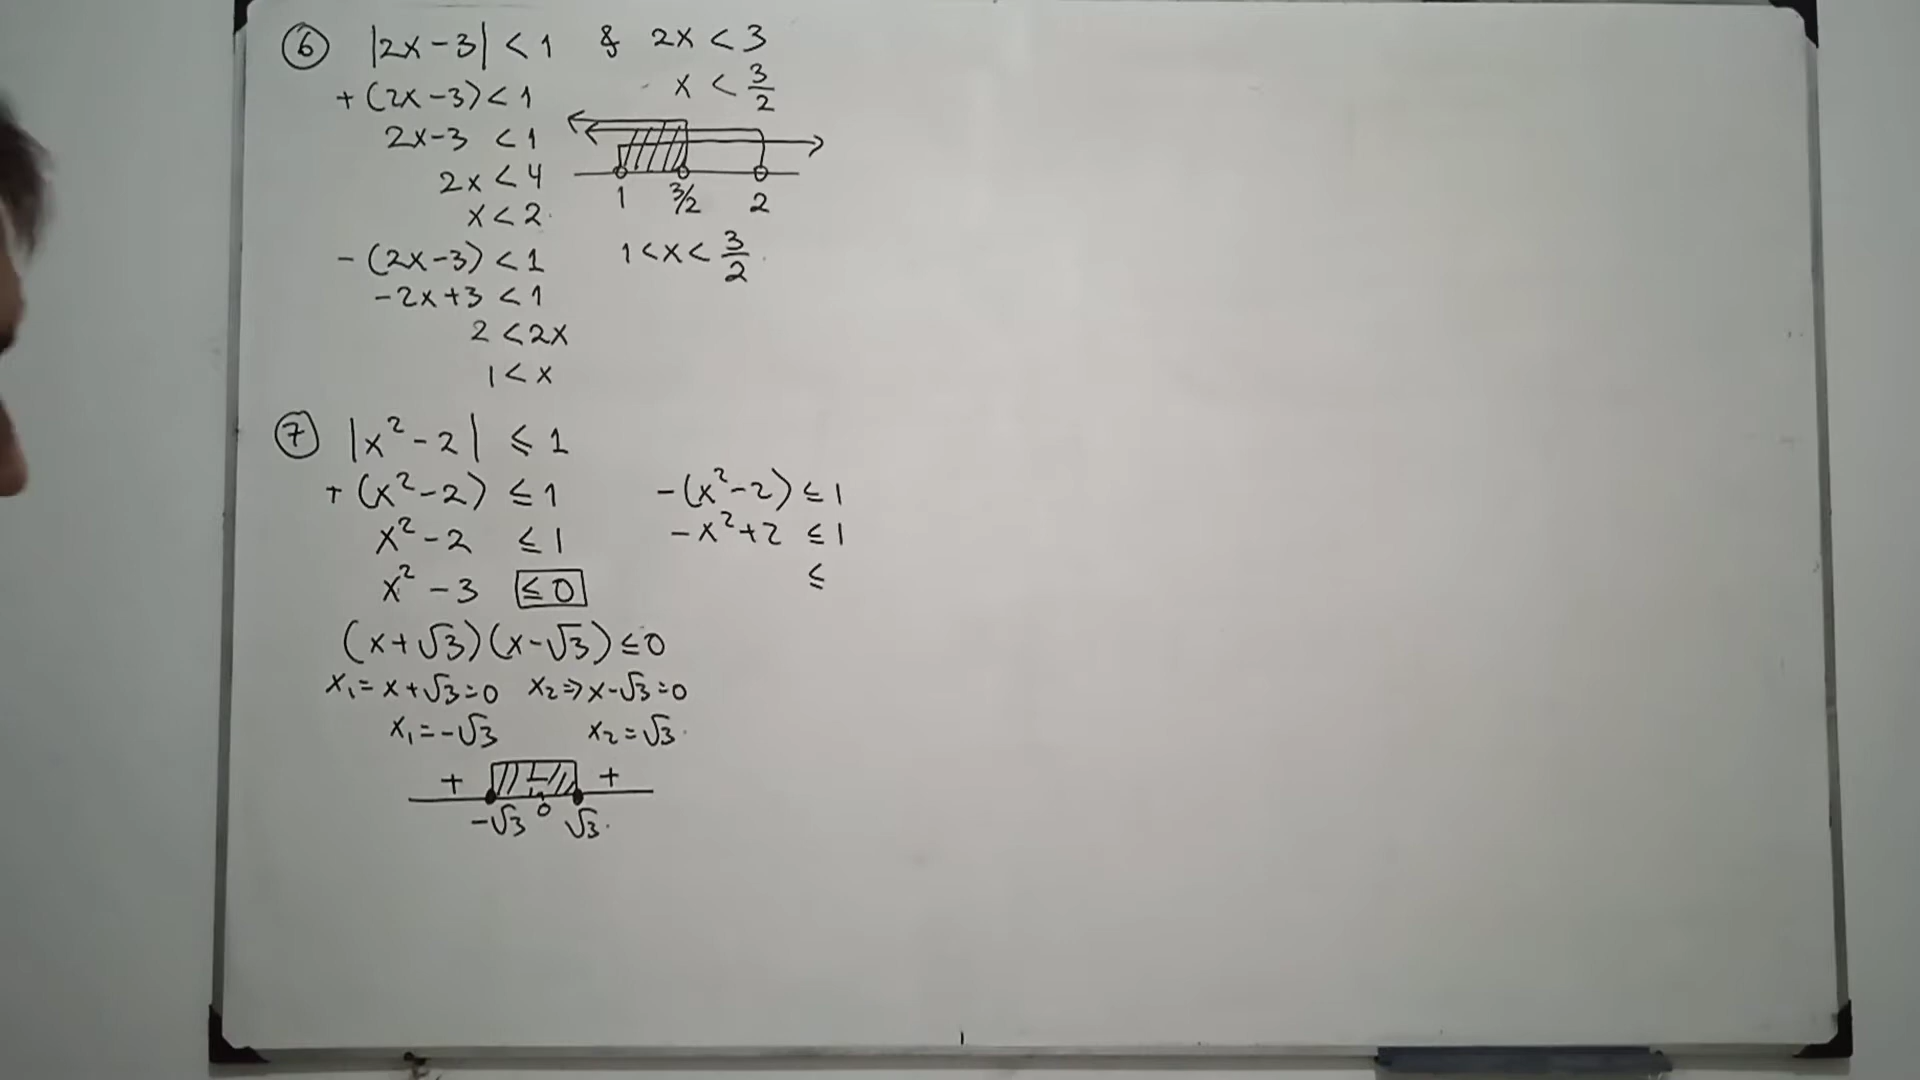 ⑥ |2x-3| < 1 & 2x < 3
x < 3/2
+(2x-3) < 1
2x-3 < 1
2x < 4
x < 2
1 3/2 2
-(2x-3) < 1
1 < x < 3/2
-2x+3 < 1
2 < 2x
1 < x
⑦ |x²-2| ≤ 1
+(x²-2) ≤ 1
x²-2 ≤ 1
x²-3 ≤ 0
(x+√3)(x-√3) ≤ 0
x₁ = x+√3=0 x₂ ⇒ x-√3=0
x₁ = -√3 x₂ = √3
+ - +
-√3 0 √3
-(x²-2) ≤ 1
-x²+2 ≤ 1
≤